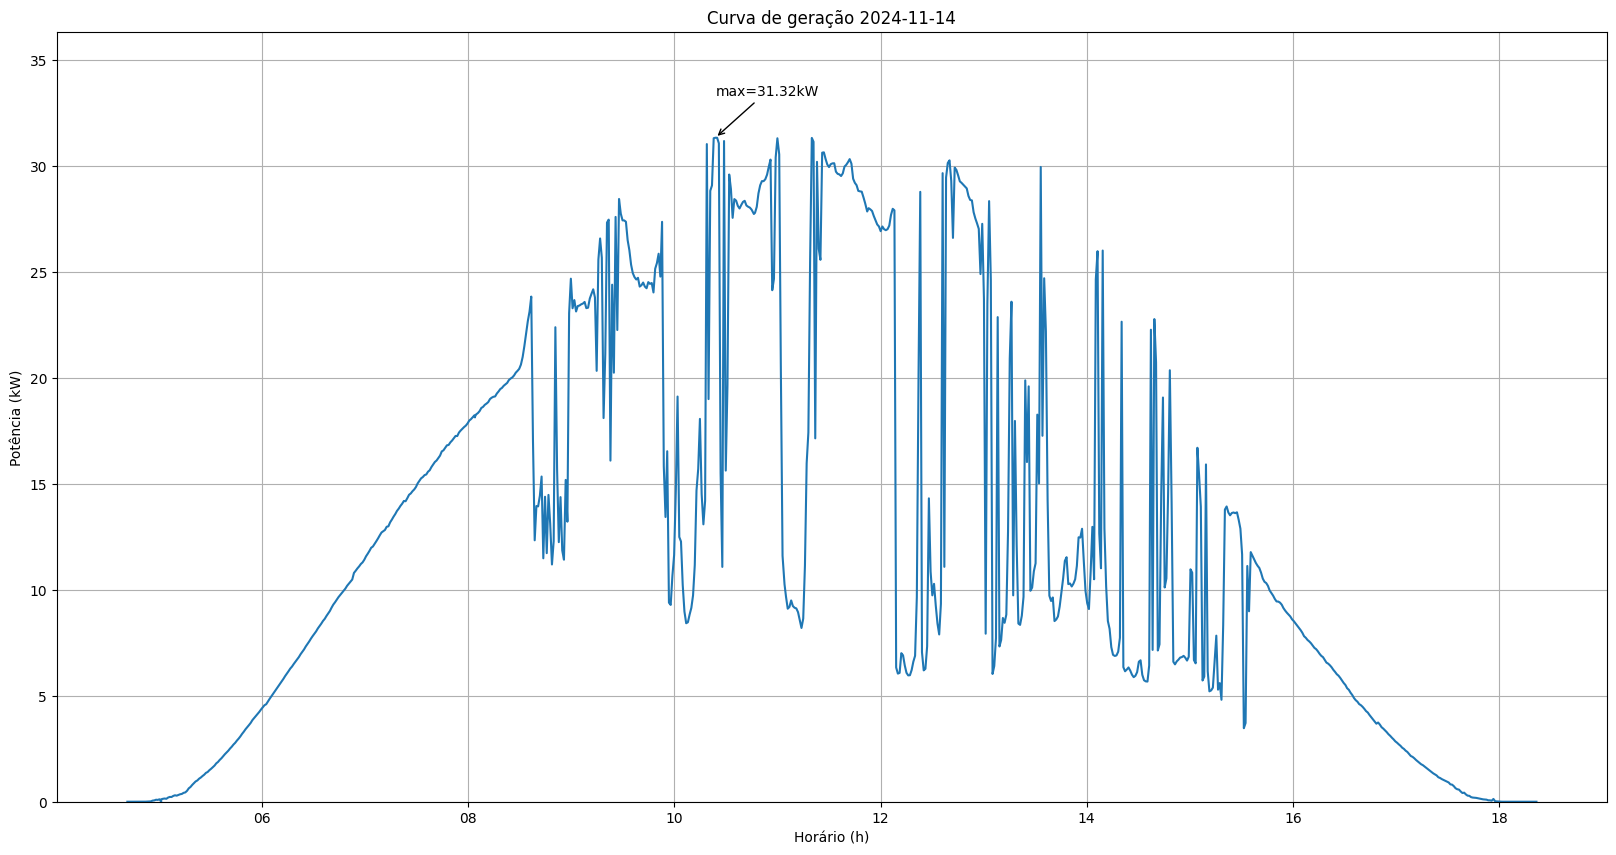 Curva de geração 2024-11-14
max=31.32kW
Potência (kW)
35
30
25
20
15
10
5
0
06 08 10 12 14 16 18
Horário (h)